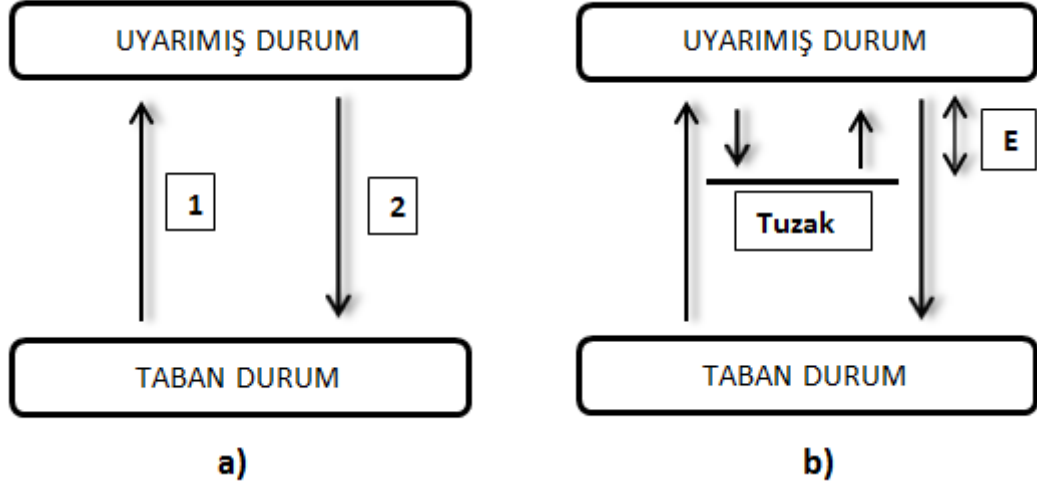 UYARIMIŞ DURUM
1
2
TABAN DURUM
a)
UYARIMIŞ DURUM
E
Tuzak
TABAN DURUM
b)